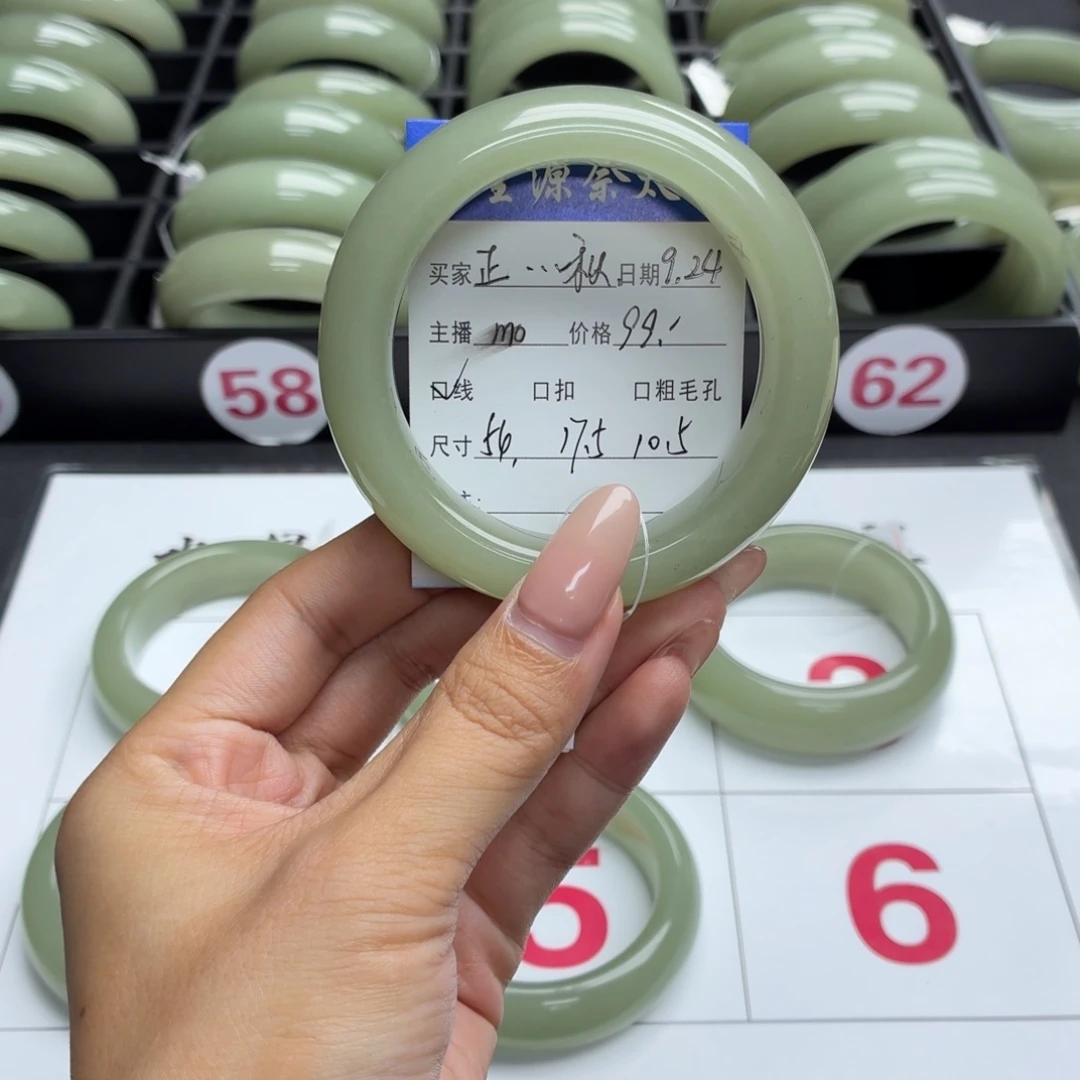 买家 正··秋 日期 9.24
主播 mo 价格 99.
☑线 口扣 口粗毛孔
尺寸 56, 17.5 10.5
58
62
5
6